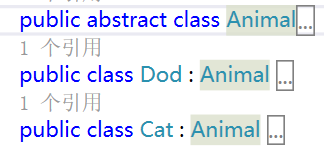 public abstract class Animal...
1 个引用
public class Dod : Animal ...
1 个引用
public class Cat : Animal ...